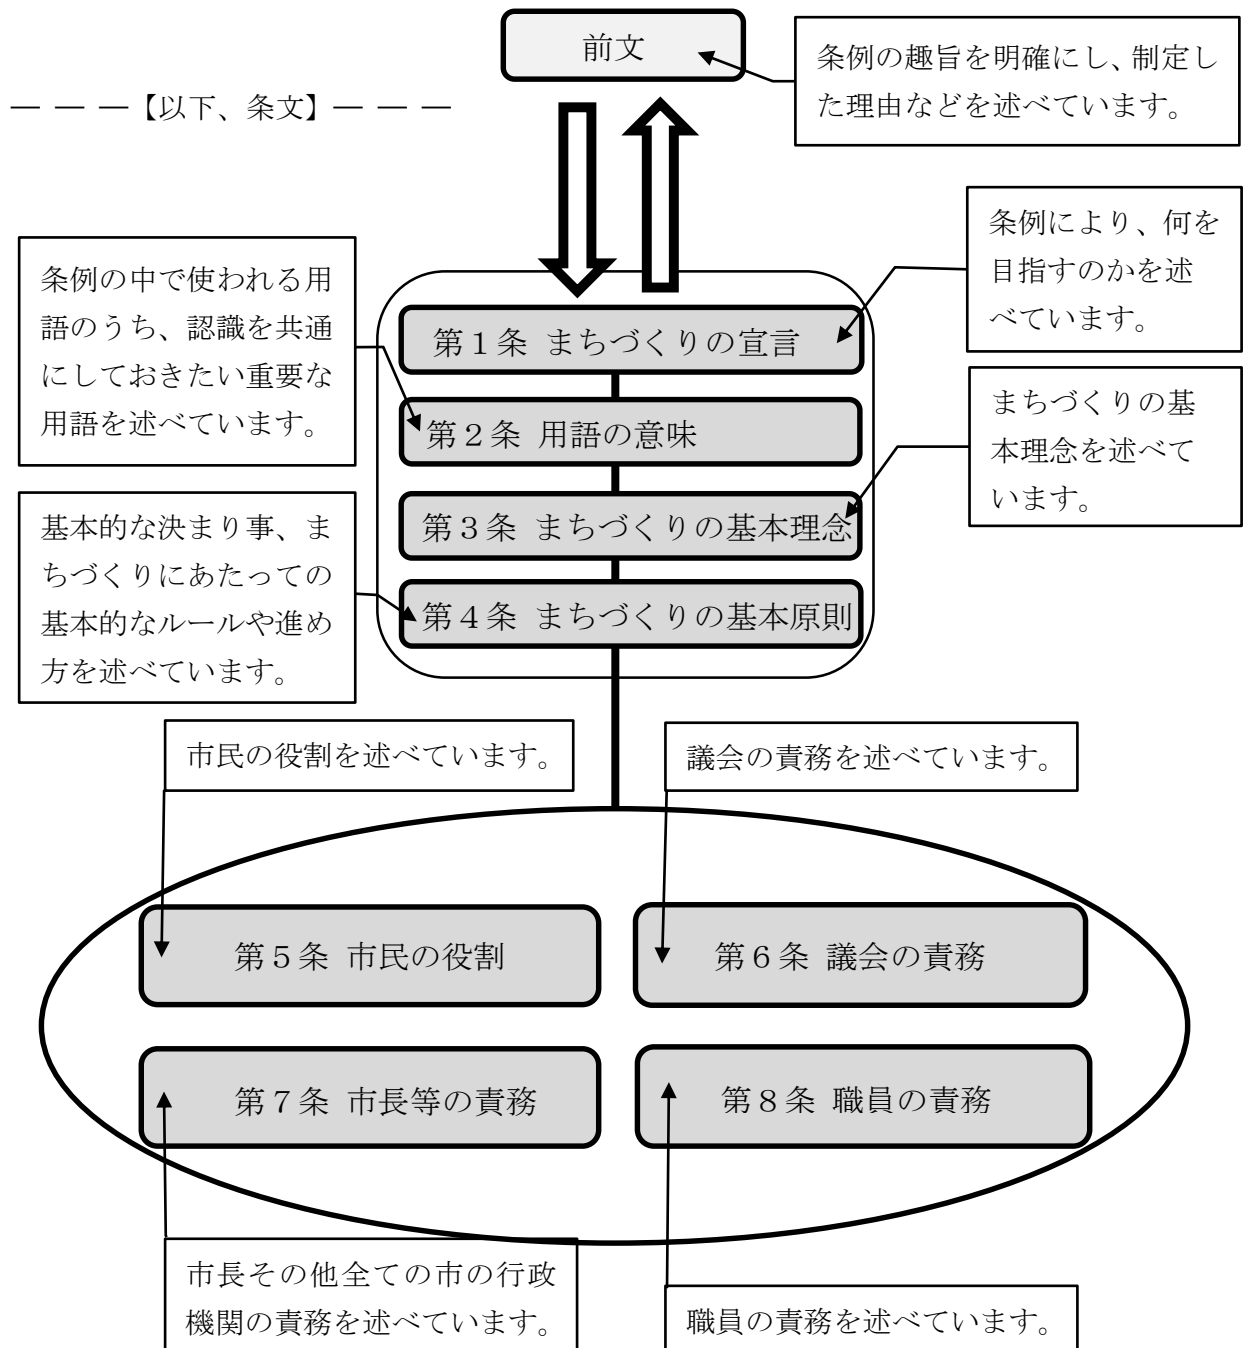 前文
条例の趣旨を明確にし、制定し
た理由などを述べています。
― ― ―【以下、条文】― ― ―
条例により、何を
目指すのかを述
べています。
条例の中で使われる用
語のうち、認識を共通
にしておきたい重要な
用語を述べています。
第1条 まちづくりの宣言
第2条 用語の意味
まちづくりの基
本理念を述べて
います。
第3条 まちづくりの基本理念
基本的な決まり事、ま
ちづくりにあたっての
基本的なルールや進め
方を述べています。
第4条 まちづくりの基本原則
市民の役割を述べています。
議会の責務を述べています。
第5条 市民の役割
第6条 議会の責務
第7条 市長等の責務
第8条 職員の責務
市長その他全ての市の行政
機関の責務を述べています。
職員の責務を述べています。